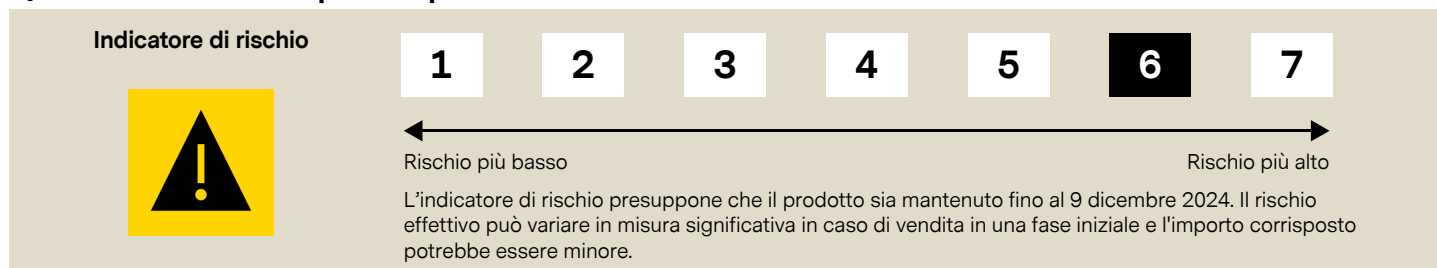 Indicatore di rischio
1 2 3 4 5 6 7
Rischio più basso Rischio più alto
L'indicatore di rischio presuppone che il prodotto sia mantenuto fino al 9 dicembre 2024. Il rischio
effettivo può variare in misura significativa in caso di vendita in una fase iniziale e l'importo corrisposto
potrebbe essere minore.